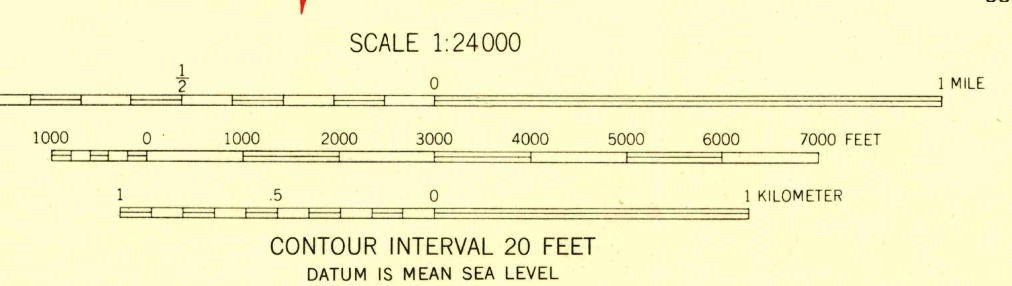 SCALE 1:24000
1/2 0 1 MILE
1000 0 1000 2000 3000 4000 5000 6000 7000 FEET
1 .5 0 1 KILOMETER
CONTOUR INTERVAL 20 FEET
DATUM IS MEAN SEA LEVEL